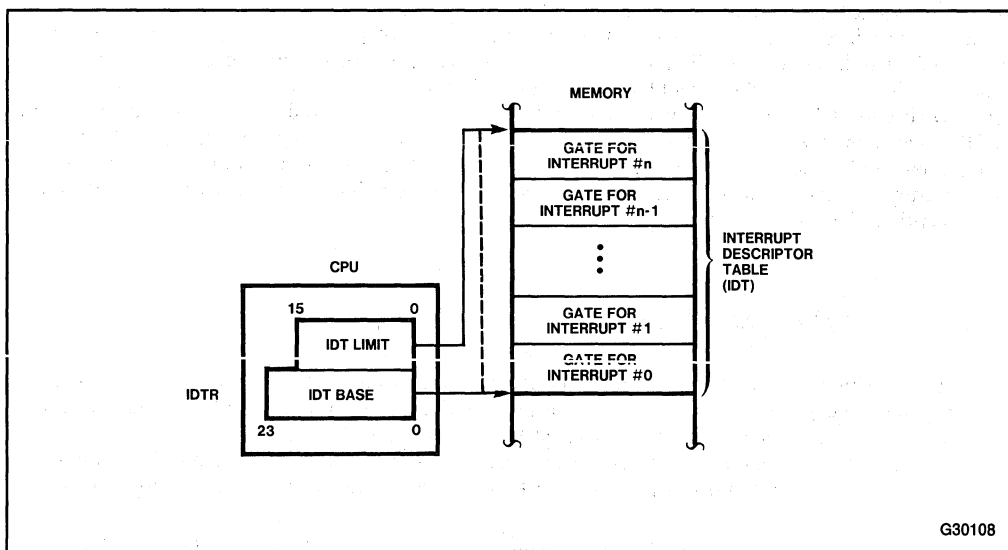 MEMORY
GATE FOR
INTERRUPT #n
GATE FOR
INTERRUPT #n-1
INTERRUPT
DESCRIPTOR
TABLE
(IDT)
CPU
15
0
IDT LIMIT
GATE FOR
INTERRUPT #1
GATE FOR
INTERRUPT #0
IDTR
IDT BASE
23
0
G30108